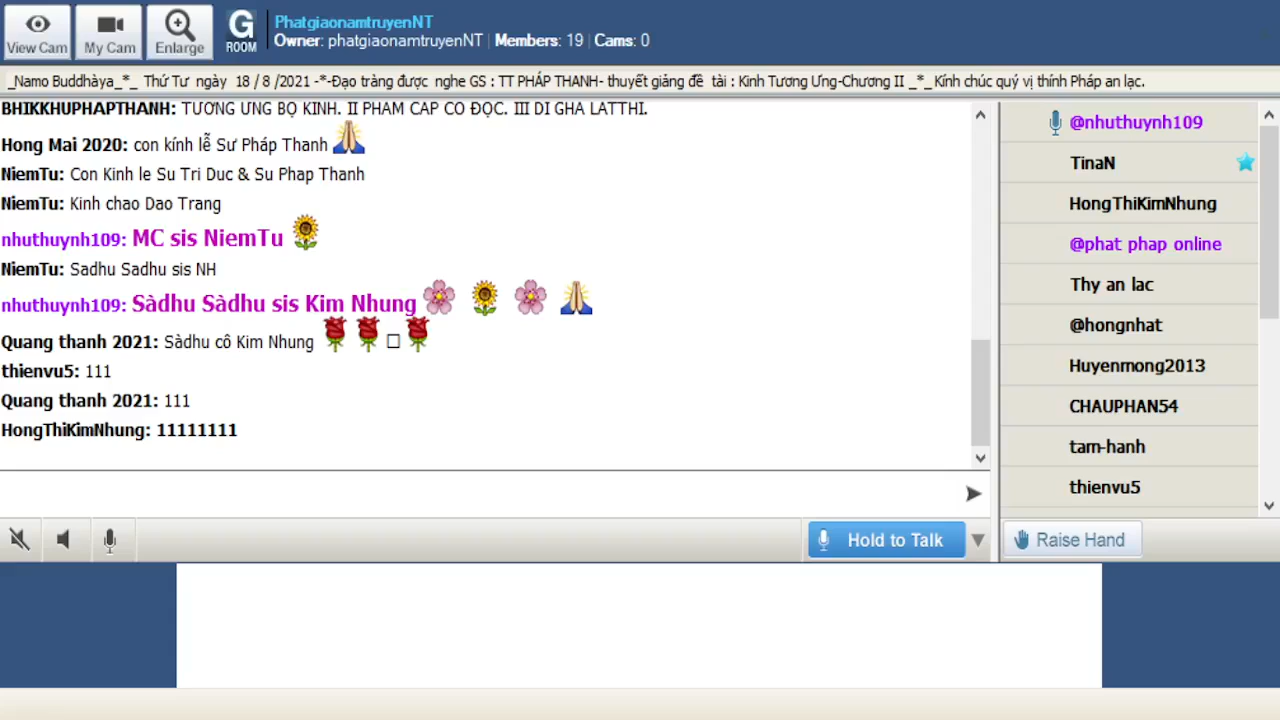 PhatgiaonamtruyenNT
Owner: phatgiaonamtruyenNT | Members: 19 | Cams: 0
View Cam
My Cam
Enlarge
G
ROOM
_Namo Buddhàya_*_ Thứ Tư ngày 18 / 8 /2021 -*-Đạo tràng được nghe GS : TT PHÁP THANH- thuyết giảng đề tài : Kinh Tương Ưng-Chương II _*_Kính chúc quý vị thính Pháp an lạc.
BHIKKHUPHAPTHANH: TƯƠNG ƯNG BỘ KINH. II PHẨM CẤP CÔ ĐỘC. III DI GHA LATTHI.
Hong Mai 2020: con kính lễ Sư Pháp Thanh
NiemTu: Con Kinh le Su Tri Duc & Su Phap Thanh
NiemTu: Kinh chao Dao Trang
nhuthuynh109: MC sis NiemTu
NiemTu: Sadhu Sadhu sis NH
nhuthuynh109: Sàdhu Sàdhu sis Kim Nhung
Quang thanh 2021: Sàdhu cô Kim Nhung
thienvu5: 111
Quang thanh 2021: 111
HongThiKimNhung: 11111111
@nhuthuynh109
TinaN
HongThiKimNhung
@phat phap online
Thy an lac
@hongnhat
Huyenmong2013
CHAUPHAN54
tam-hanh
thienvu5
Hold to Talk
Raise Hand